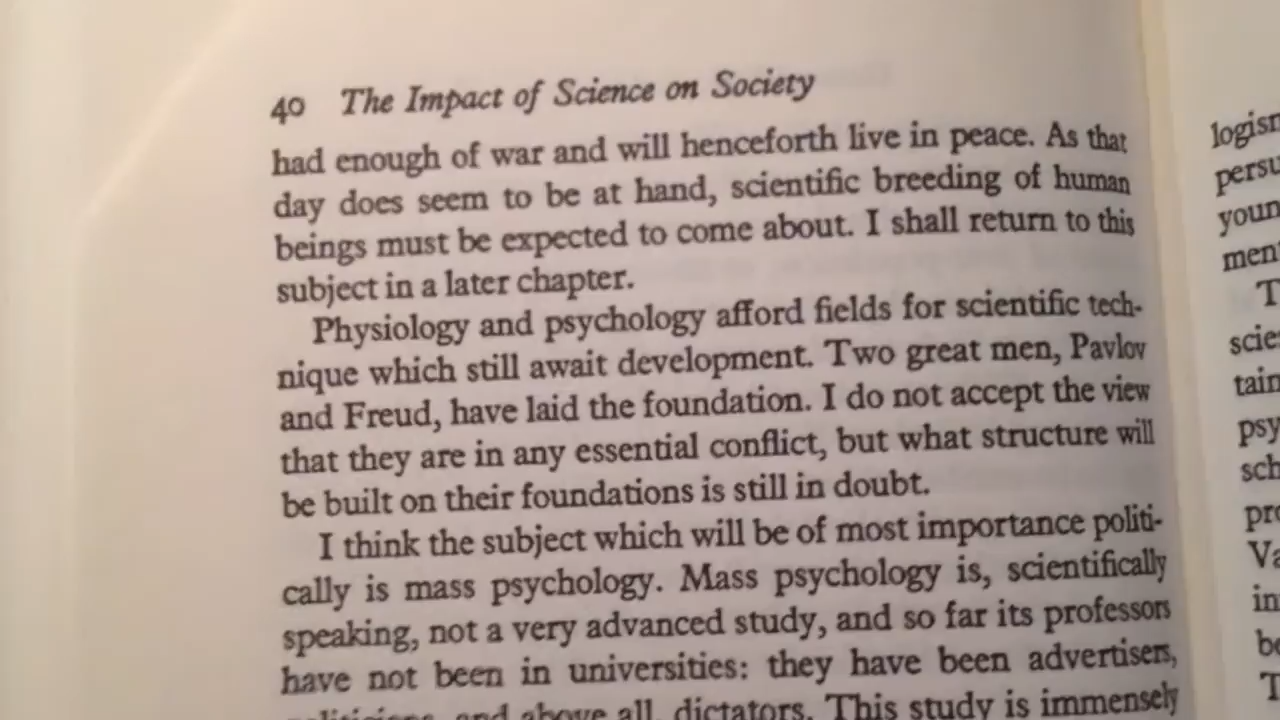 40 The Impact of Science on Society
had enough of war and will henceforth live in peace. As that
day does seem to be at hand, scientific breeding of human
beings must be expected to come about. I shall return to this
subject in a later chapter.
Physiology and psychology afford fields for scientific tech-
nique which still await development. Two great men, Pavlov
and Freud, have laid the foundation. I do not accept the view
that they are in any essential conflict, but what structure will
be built on their foundations is still in doubt.
I think the subject which will be of most importance politi-
cally is mass psychology. Mass psychology is, scientifically
speaking, not a very advanced study, and so far its professors
have not been in universities: they have been advertisers,
politicians, and above all, dictators. This study is immensely
logism
persu
youn
men
T
scie
tain
psy
sch
pro
Va
in
be
T